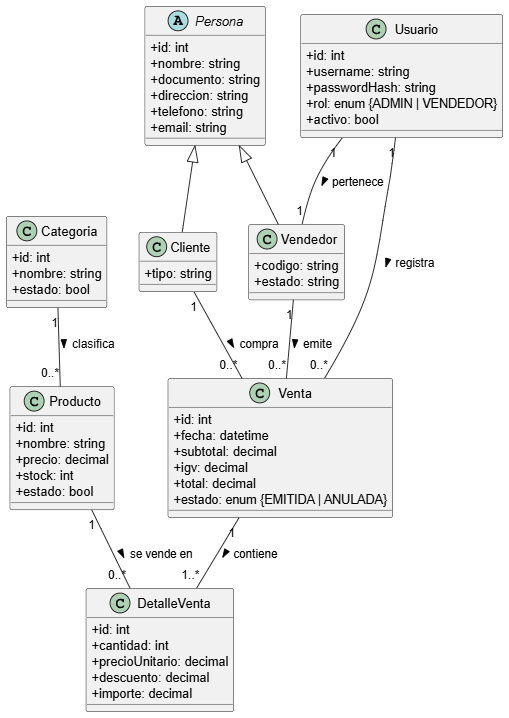 A Persona
+id: int
+nombre: string
+documento: string
+direccion: string
+telefono: string
+email: string
C Usuario
+id: int
+username: string
+passwordHash: string
+rol: enum {ADMIN | VENDEDOR}
+activo: bool
1
1
pertenece
1
registra
0..*
C Categoria
+id: int
+nombre: string
+estado: bool
C Cliente
+tipo: string
C Vendedor
+codigo: string
+estado: string
1
clasifica
0..*
1
compra
0..*
1
emite
0..*
C Producto
+id: int
+nombre: string
+precio: decimal
+stock: int
+estado: bool
C Venta
+id: int
+fecha: datetime
+subtotal: decimal
+igv: decimal
+total: decimal
+estado: enum {EMITIDA | ANULADA}
1
se vende en
0..*
1
contiene
1..*
C DetalleVenta
+id: int
+cantidad: int
+precioUnitario: decimal
+descuento: decimal
+importe: decimal